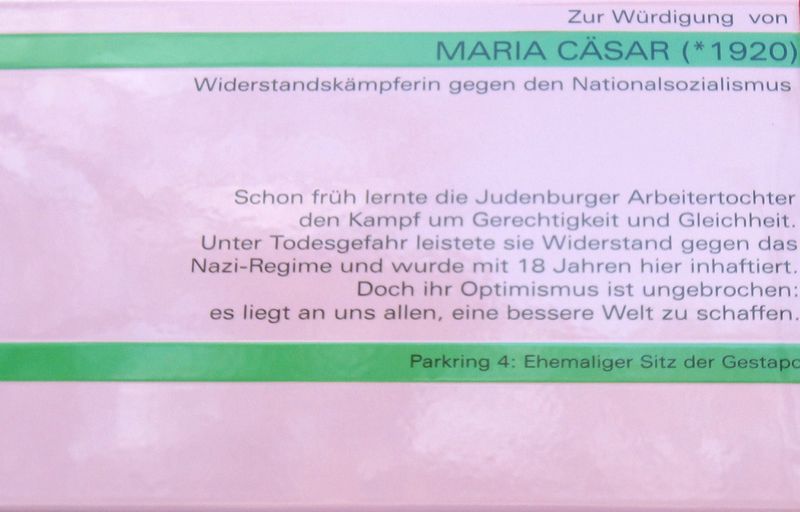 Zur Würdigung von
MARIA CÄSAR (*1920)
Widerstandskämpferin gegen den Nationalsozialismus
Schon früh lernte die Judenburger Arbeitertochter
den Kampf um Gerechtigkeit und Gleichheit.
Unter Todesgefahr leistete sie Widerstand gegen das
Nazi-Regime und wurde mit 18 Jahren hier inhaftiert.
Doch ihr Optimismus ist ungebrochen:
es liegt an uns allen, eine bessere Welt zu schaffen.
Parkring 4: Ehemaliger Sitz der Gestapo